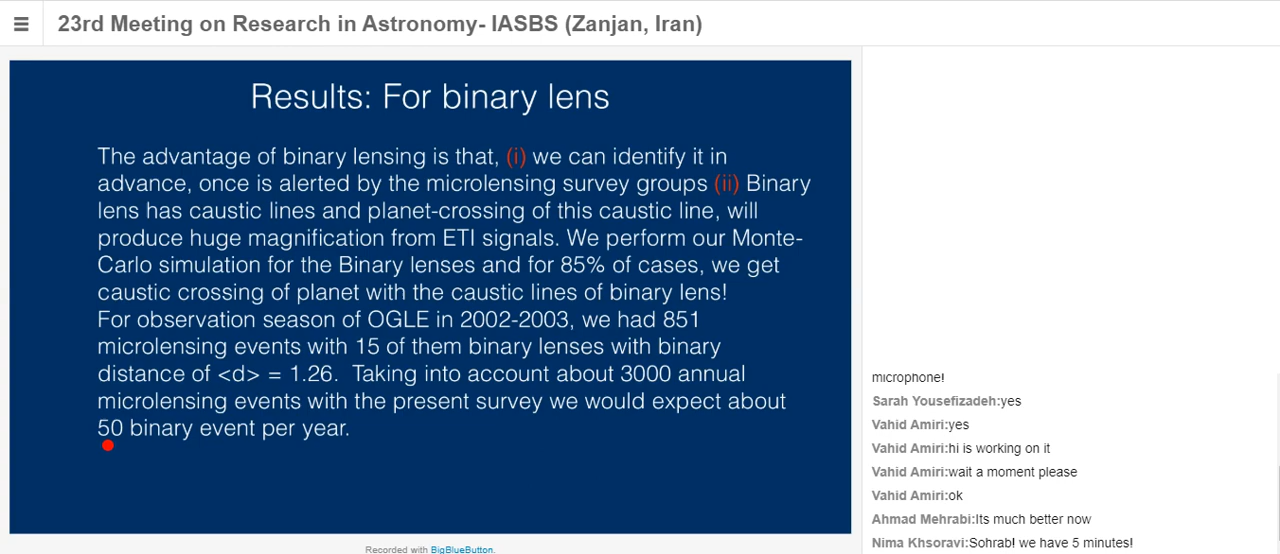 23rd Meeting on Research in Astronomy- IASBS (Zanjan, Iran)
Results: For binary lens
The advantage of binary lensing is that, (i) we can identify it in
advance, once is alerted by the microlensing survey groups (ii) Binary
lens has caustic lines and planet-crossing of this caustic line, will
produce huge magnification from ETI signals. We perform our Monte-
Carlo simulation for the Binary lenses and for 85% of cases, we get
caustic crossing of planet with the caustic lines of binary lens!
For observation season of OGLE in 2002-2003, we had 851
microlensing events with 15 of them binary lenses with binary
distance of <d> = 1.26. Taking into account about 3000 annual
microlensing events with the present survey we would expect about
50 binary event per year.
Recorded with BigBlueButton.
microphone!
Sarah Yousefizadeh:yes
Vahid Amiri:yes
Vahid Amiri:hi is working on it
Vahid Amiri:wait a moment please
Vahid Amiri:ok
Ahmad Mehrabi:Its much better now
Nima Khsoravi:Sohrab! we have 5 minutes!